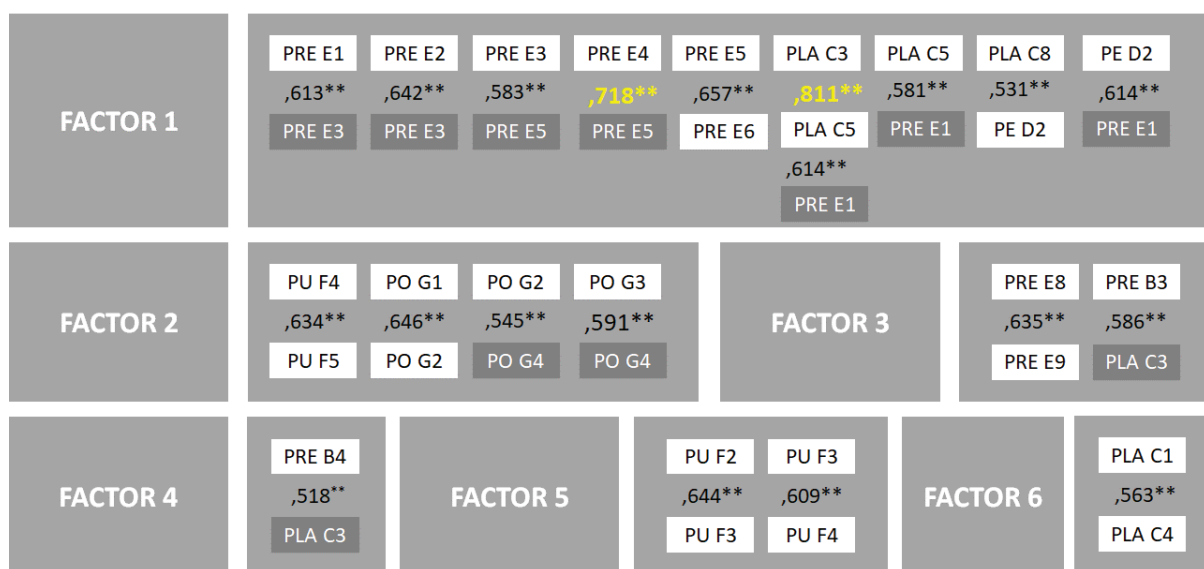 FACTOR 1
PRE E1 PRE E2 PRE E3 PRE E4 PRE E5 PLA C3 PLA C5 PLA C8 PE D2
,613** ,642** ,583** ,718** ,657** ,811** ,581** ,531** ,614**
PRE E3 PRE E3 PRE E5 PRE E5 PRE E6 PLA C5 PRE E1 PE D2 PRE E1
,614**
PRE E1
FACTOR 2
PU F4 PO G1 PO G2 PO G3
,634** ,646** ,545** ,591**
PU F5 PO G2 PO G4 PO G4
FACTOR 3
PRE E8 PRE B3
,635** ,586**
PRE E9 PLA C3
FACTOR 4
PRE B4
,518**
PLA C3
FACTOR 5
PU F2 PU F3
,644** ,609**
PU F3 PU F4
FACTOR 6
PLA C1
,563**
PLA C4